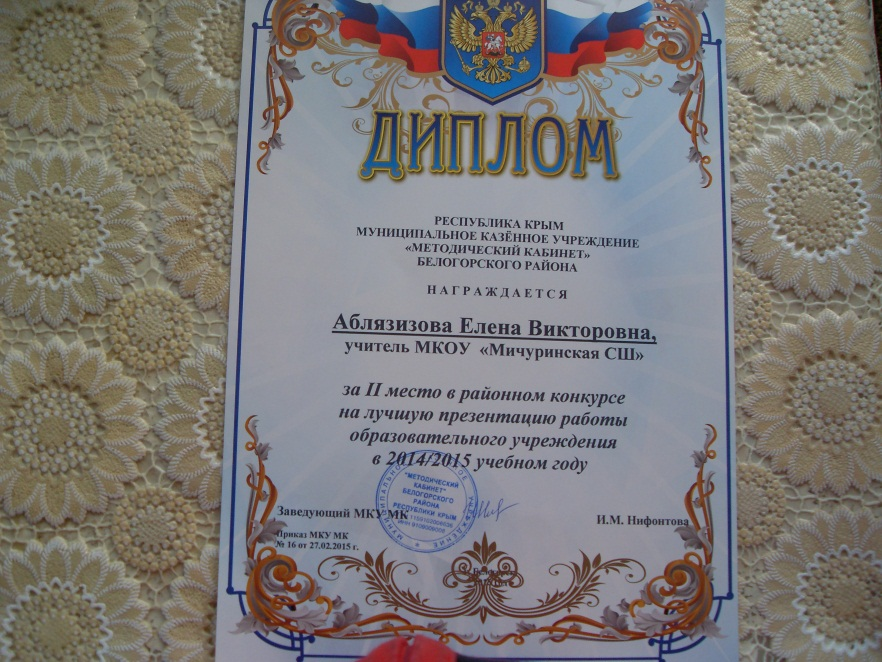 ДИПЛОМ
РЕСПУБЛИКА КРЫМ
МУНИЦИПАЛЬНОЕ КАЗЁННОЕ УЧРЕЖДЕНИЕ
«МЕТОДИЧЕСКИЙ КАБИНЕТ»
БЕЛОГОРСКОГО РАЙОНА
НАГРАЖДАЕТСЯ
Аблязизова Елена Викторовна,
учитель МКОУ «Мичуринская СШ»
за II место в районном конкурсе
на лучшую презентацию работы
образовательного учреждения
в 2014/2015 учебном году
"МЕТОДИЧЕСКИЙ
КАБИНЕТ"
БЕЛОГОРСКОГО
РАЙОНА
РЕСПУБЛИКИ КРЫМ
МУНИЦИПАЛЬНОЕ УЧРЕЖДЕНИЕ
Заведующий МКУ МК
И.М. Нифонтова
Приказ МКУ МК
№ 16 от 27.02.2015 г.